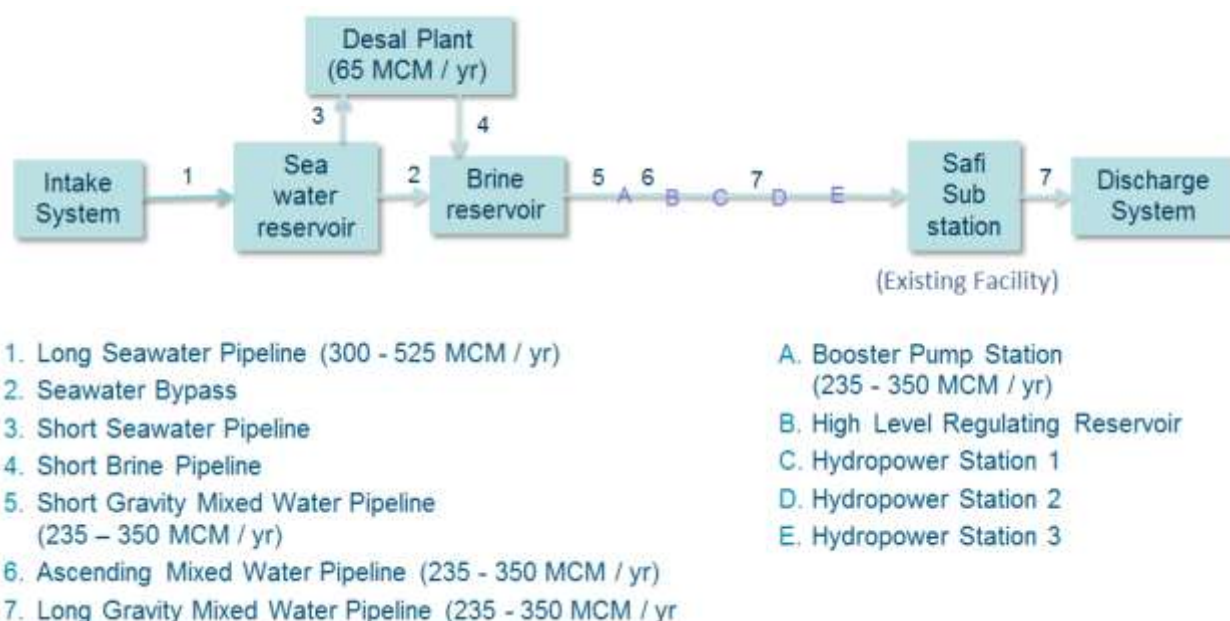 Desal Plant
(65 MCM / yr)
3
4
Intake
System
1
Sea
water
reservoir
2
Brine
reservoir
5
A
6
B
C
7
D
E
Safi
Sub
station
7
Discharge
System
(Existing Facility)
1. Long Seawater Pipeline (300 - 525 MCM / yr)
2. Seawater Bypass
3. Short Seawater Pipeline
4. Short Brine Pipeline
5. Short Gravity Mixed Water Pipeline
(235 – 350 MCM / yr)
6. Ascending Mixed Water Pipeline (235 - 350 MCM / yr)
7. Long Gravity Mixed Water Pipeline (235 - 350 MCM / yr
A. Booster Pump Station
(235 - 350 MCM / yr)
B. High Level Regulating Reservoir
C. Hydropower Station 1
D. Hydropower Station 2
E. Hydropower Station 3